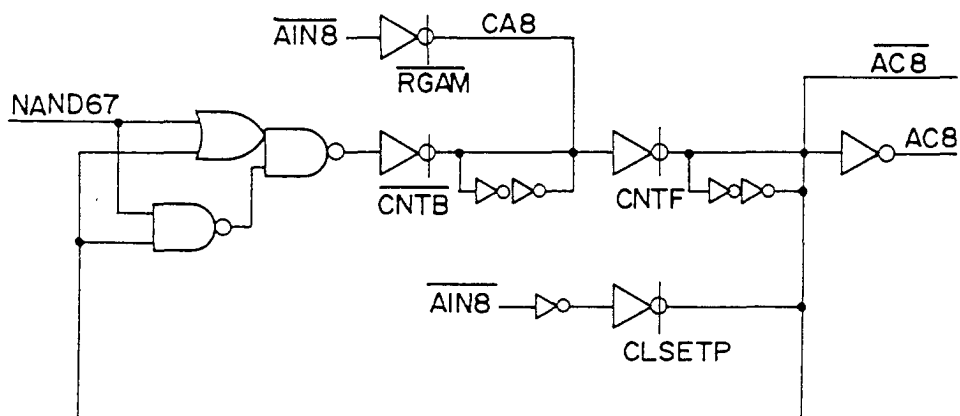 AIN8
CA8
RGAM
AC8
NAND67
AC8
CNTB
CNTF
AIN8
CLSETP